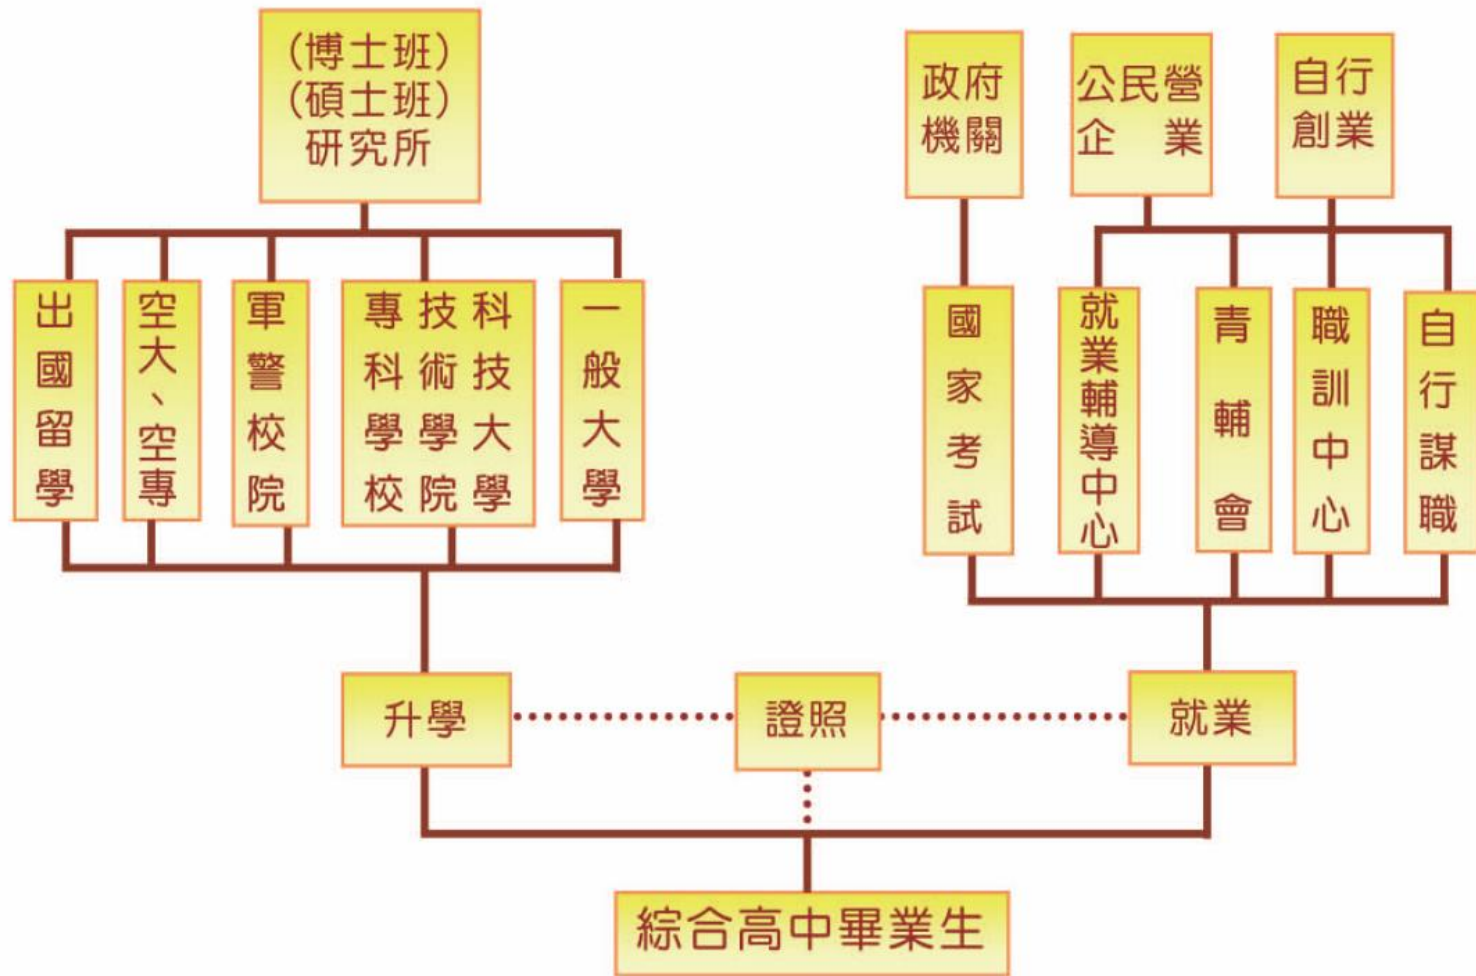 (博士班)
(碩士班)
研究所
政府
機關
公民營
企業
自行
創業
出國留學
空大、空專
軍警校院
科技大學
技術學院
專科學校
一般大學
國家考試
就業輔導中心
青輔會
職訓中心
自行謀職
升學
證照
就業
綜合高中畢業生